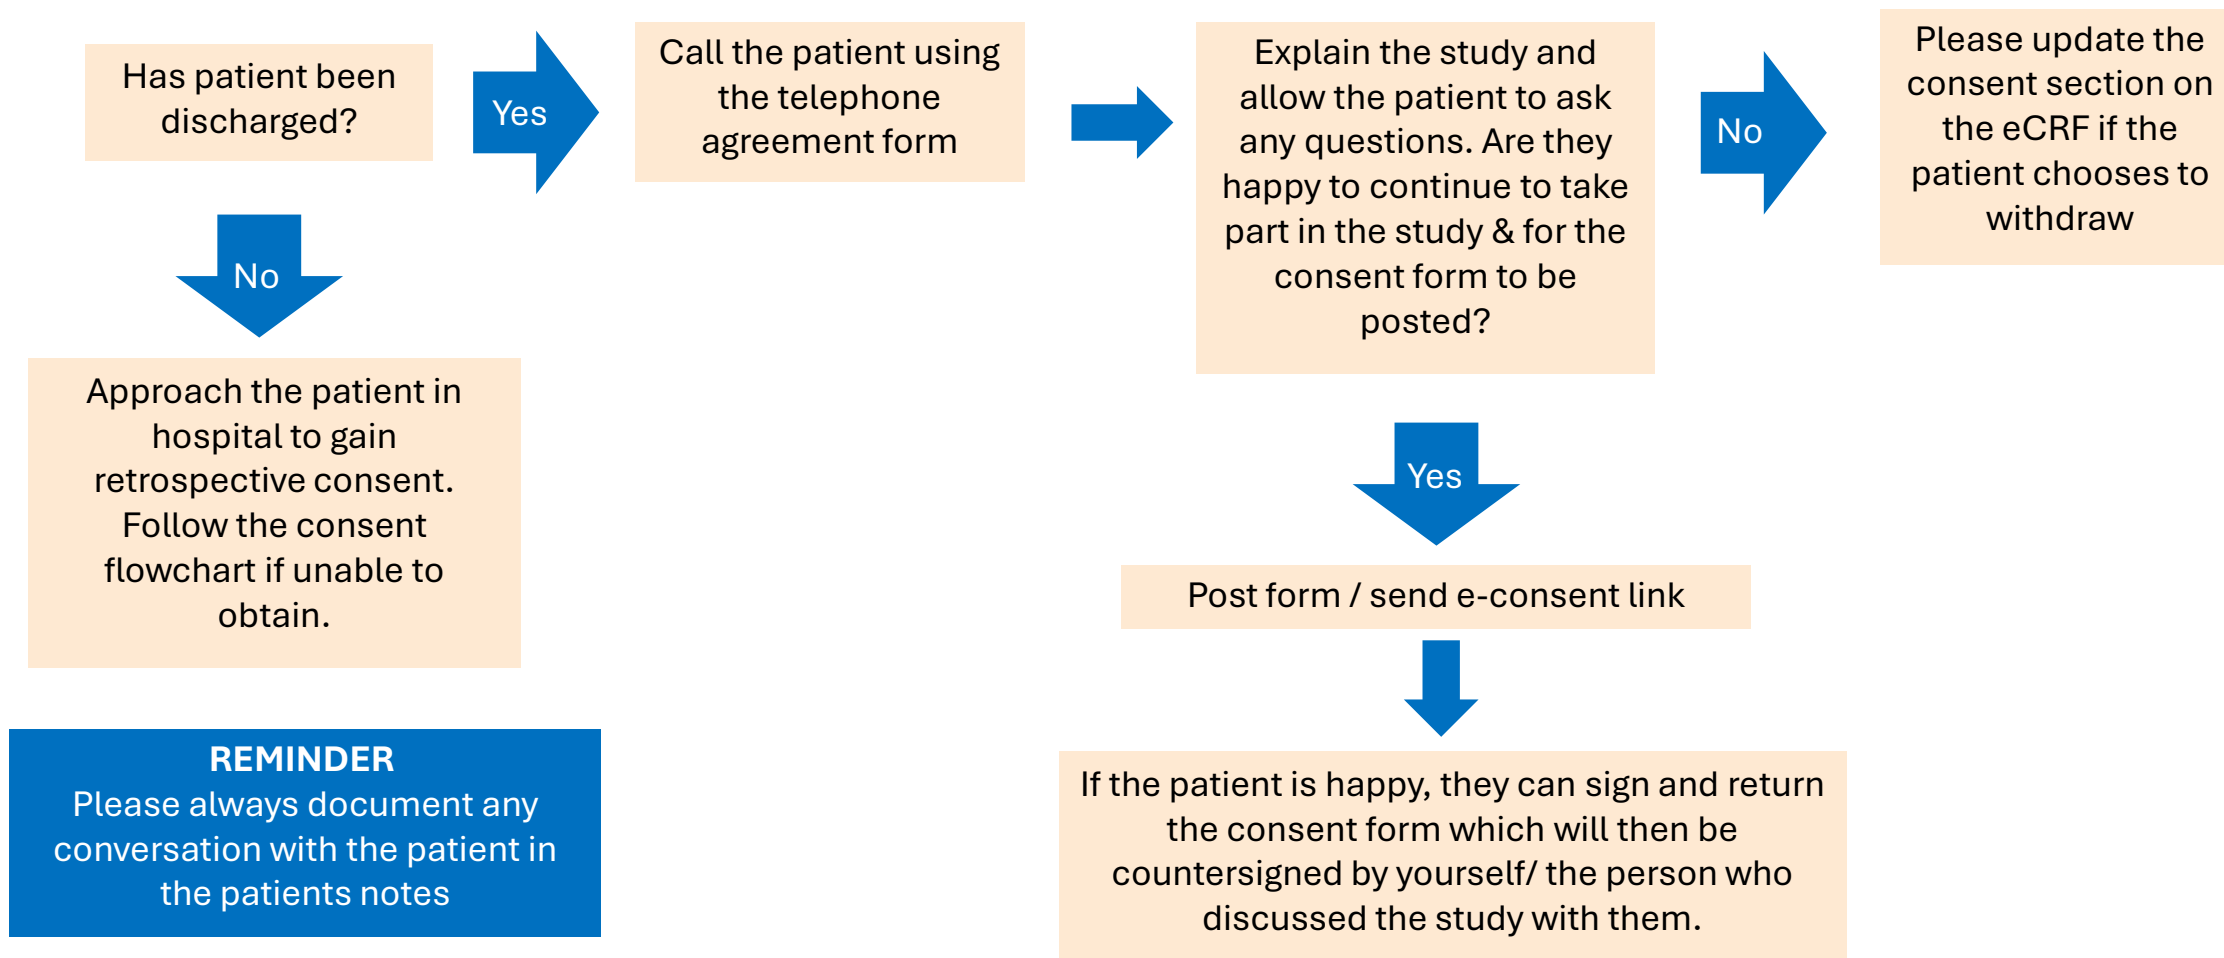 Has patient been
discharged?
Yes
Call the patient using
the telephone
agreement form
Explain the study and
allow the patient to ask
any questions. Are they
happy to continue to take
part in the study & for the
consent form to be
posted?
No
Please update the
consent section on
the eCRF if the
patient chooses to
withdraw
No
Approach the patient in
hospital to gain
retrospective consent.
Follow the consent
flowchart if unable to
obtain.
Yes
Post form / send e-consent link
If the patient is happy, they can sign and return
the consent form which will then be
countersigned by yourself/ the person who
discussed the study with them.
REMINDER
Please always document any
conversation with the patient in
the patients notes